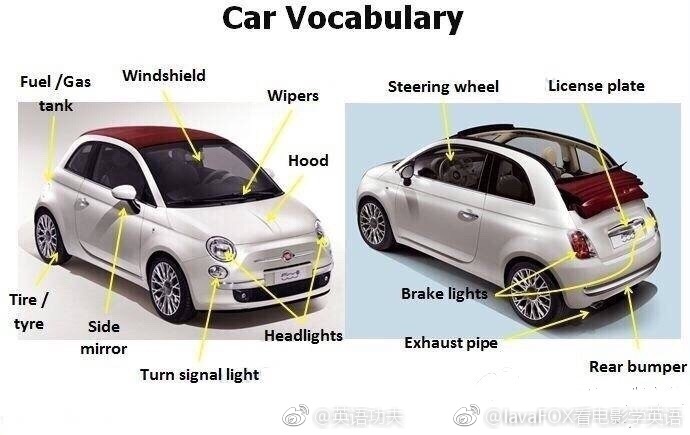 Car Vocabulary
Fuel /Gas
tank
Windshield
Wipers
Hood
Steering wheel
License plate
Tire /
tyre
Side
mirror
Turn signal light
Headlights
Brake lights
Exhaust pipe
Rear bumper
@英语功夫
@lavaFOX看电影学英语